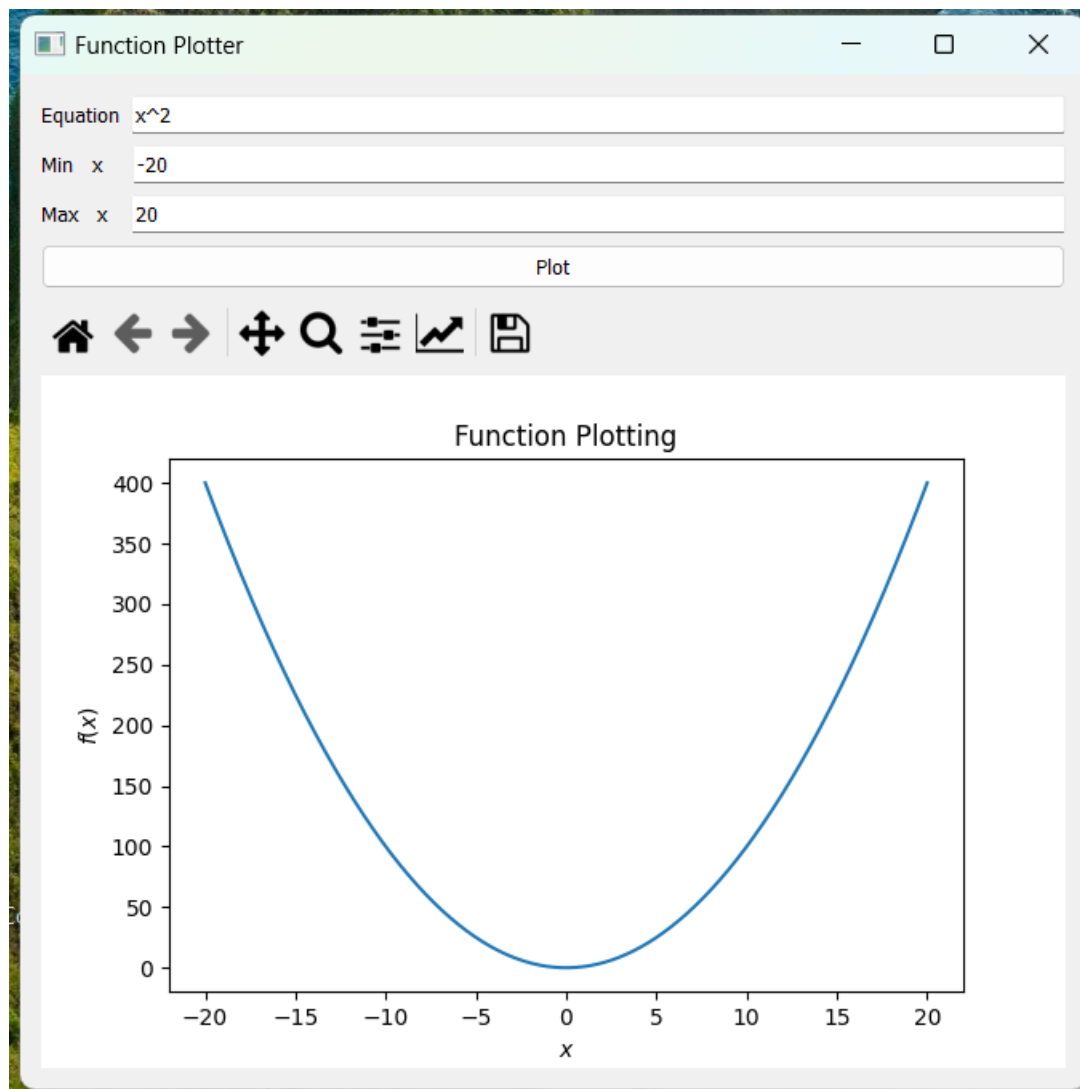 Function Plotter
Equation x^2
Min x -20
Max x 20
Plot
Function Plotting
400
350
300
250
200
150
100
50
0
f(x)
−20 −15 −10 −5 0 5 10 15 20
x